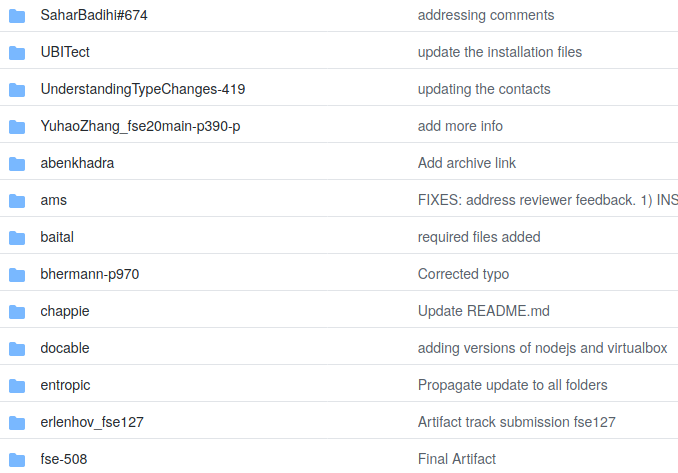 SaharBadihi#674 addressing comments
UBITect update the installation files
UnderstandingTypeChanges-419 updating the contacts
YuhaoZhang_fse20main-p390-p add more info
abenkhadra Add archive link
ams FIXES: address reviewer feedback. 1) INS
baital required files added
bhermann-p970 Corrected typo
chappie Update README.md
docable adding versions of nodejs and virtualbox
entropic Propagate update to all folders
erlenhov_fse127 Artifact track submission fse127
fse-508 Final Artifact